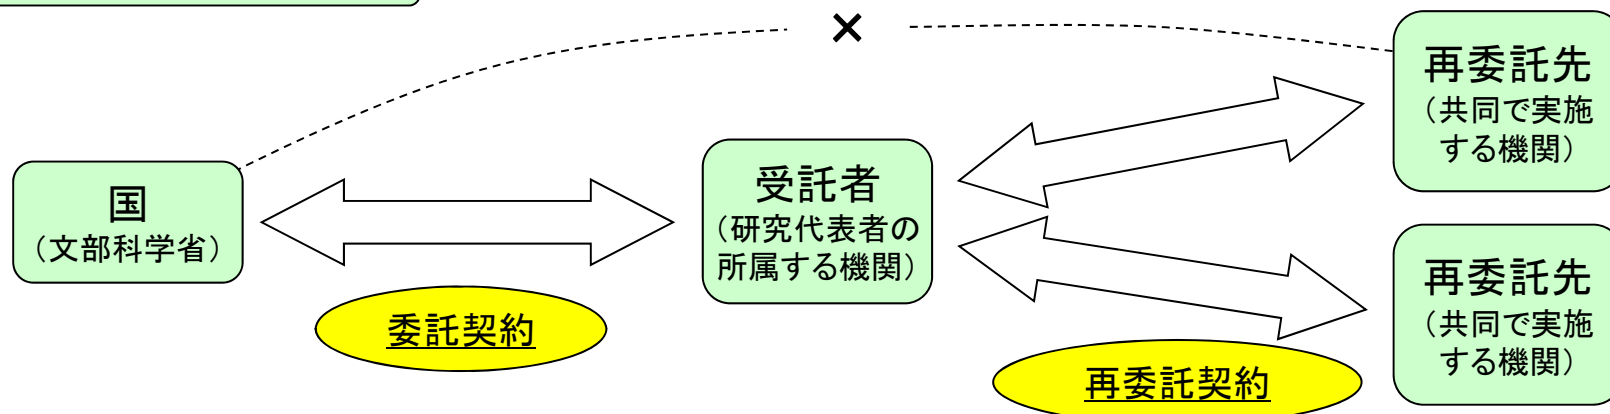 ×
国
（文部科学省）
委託契約
受託者
（研究代表者の
所属する機関）
再委託先
（共同で実施
する機関）
再委託先
（共同で実施
する機関）
再委託契約